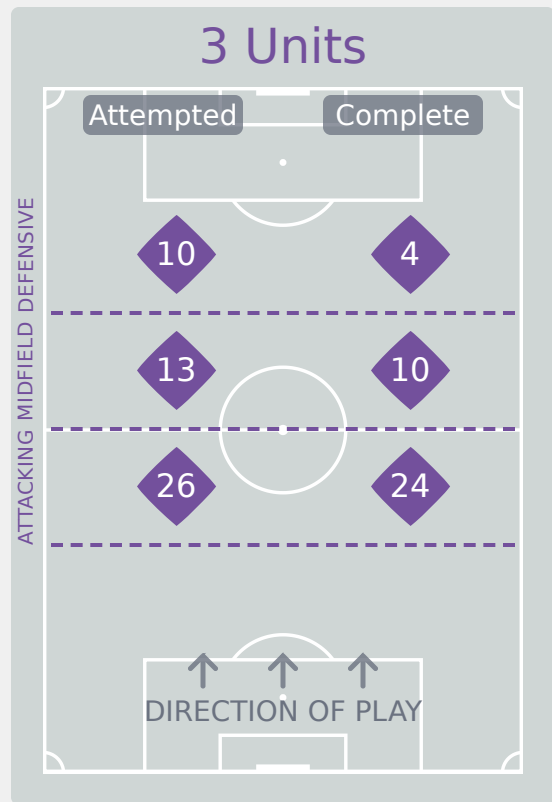 3 Units
Attempted
Complete
ATTACKING MIDFIELD DEFENSIVE
10
4
13
10
26
24
DIRECTION OF PLAY